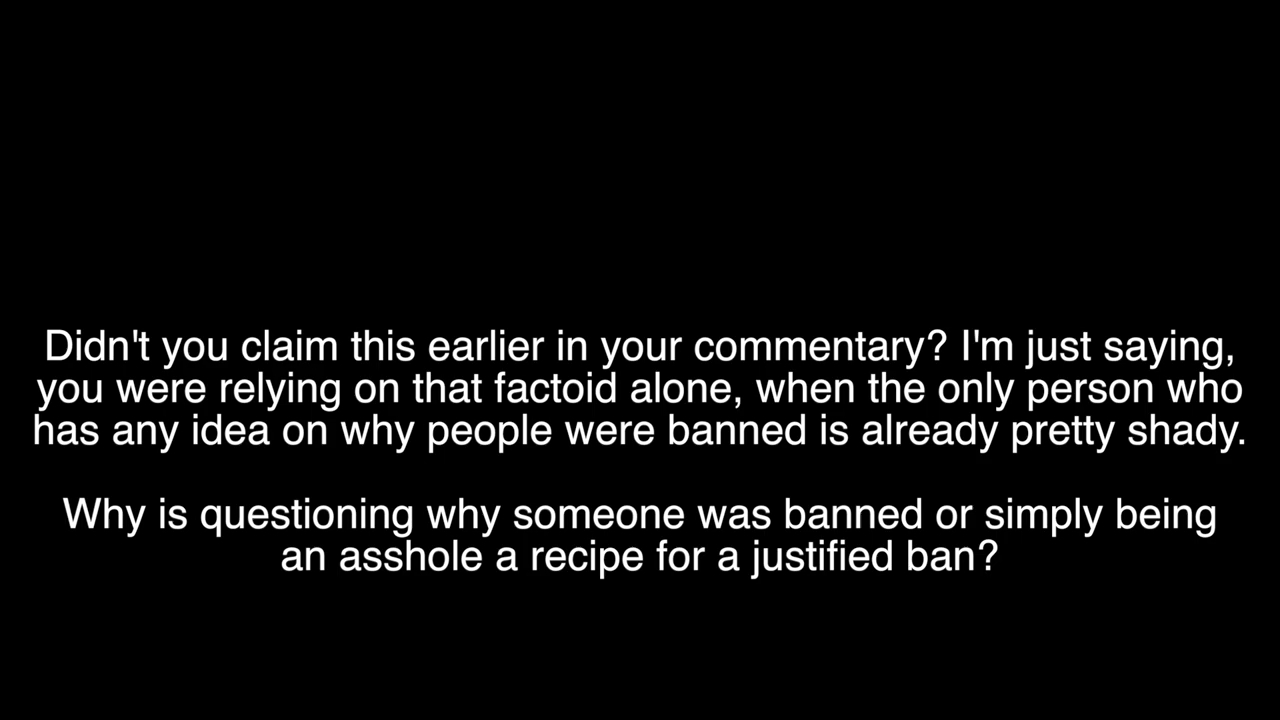 Didn't you claim this earlier in your commentary? I'm just saying,
you were relying on that factoid alone, when the only person who
has any idea on why people were banned is already pretty shady.
Why is questioning why someone was banned or simply being
an asshole a recipe for a justified ban?